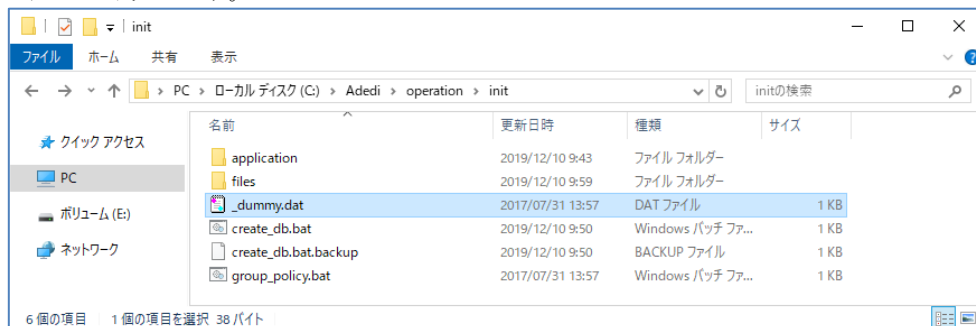 init
ファイル ホーム 共有 表示
PC > ローカル ディスク (C:) > Adedi > operation > init initの検索
名前 更新日時 種類 サイズ
クイック アクセス
PC
ボリューム (E:)
ネットワーク
application 2019/12/10 9:43 ファイル フォルダー
files 2019/12/10 9:59 ファイル フォルダー
_dummy.dat 2017/07/31 13:57 DAT ファイル 1 KB
create_db.bat 2019/12/10 9:50 Windows バッチ ファ... 1 KB
create_db.bat.backup 2019/12/10 9:50 BACKUP ファイル 1 KB
group_policy.bat 2017/07/31 13:57 Windows バッチ ファ... 1 KB
6 個の項目 1 個の項目を選択 38 バイト